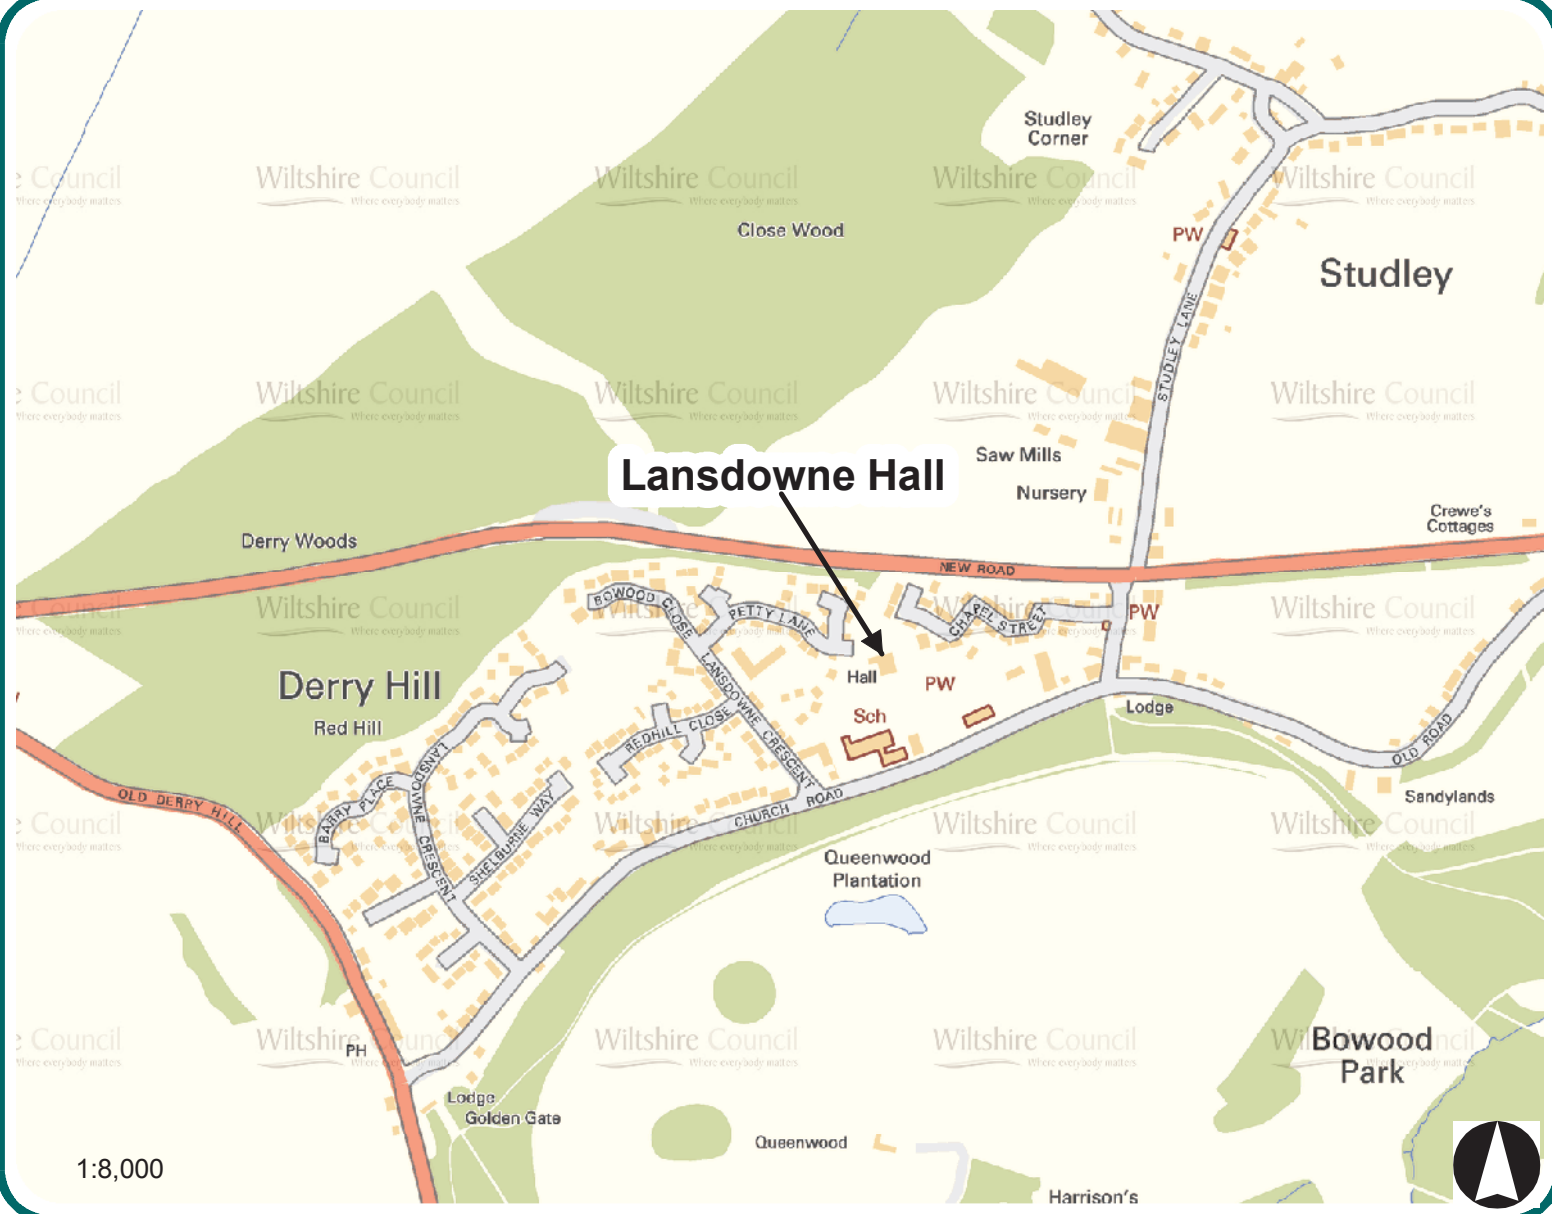 Studley
Corner
Wiltshire Council
Where everybody matters
Close Wood
PW
Studley
STUDLEY LANE
Lansdowne Hall
Saw Mills
Nursery
Crewe's
Cottages
Derry Woods
NEW ROAD
BOWOOD CLOSE
PETTY LANE
CHAPEL STREET
PW
Derry Hill
Red Hill
Hall
PW
Sch
Lodge
LANSDOWNE CRESCENT
REDHILL CLOSE
OLD ROAD
OLD DERRY HILL
BARRY PLACE
LANSDOWNE CRESCENT
SHELBURNE WAY
CHURCH ROAD
Sandylands
Queenwood
Plantation
PH
Bowood
Park
Lodge
Golden Gate
Queenwood
1:8,000
Harrison's